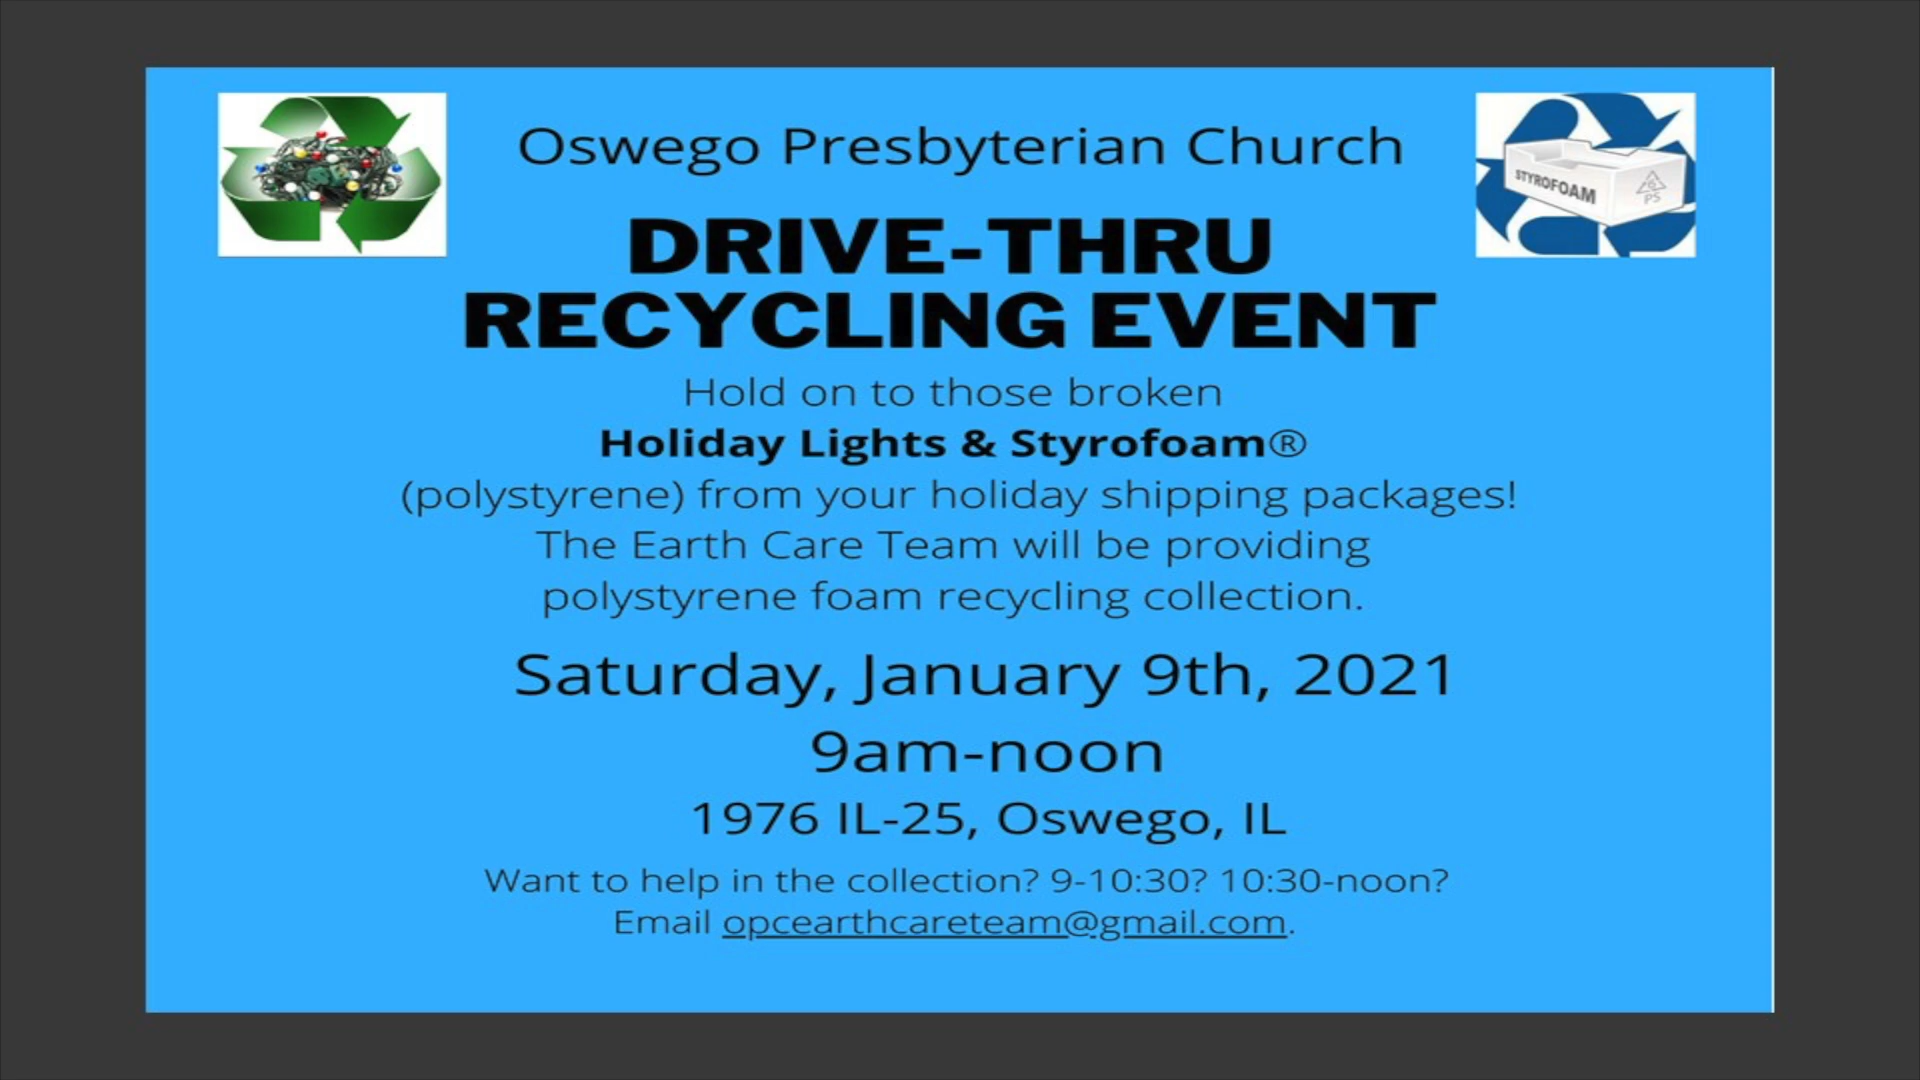 Oswego Presbyterian Church
DRIVE-THRU
RECYCLING EVENT
Hold on to those broken
Holiday Lights & Styrofoam®
(polystyrene) from your holiday shipping packages!
The Earth Care Team will be providing
polystyrene foam recycling collection.
Saturday, January 9th, 2021
9am-noon
1976 IL-25, Oswego, IL
Want to help in the collection? 9-10:30? 10:30-noon?
Email opcearthcareteam@gmail.com.
STYROFOAM
6
PS